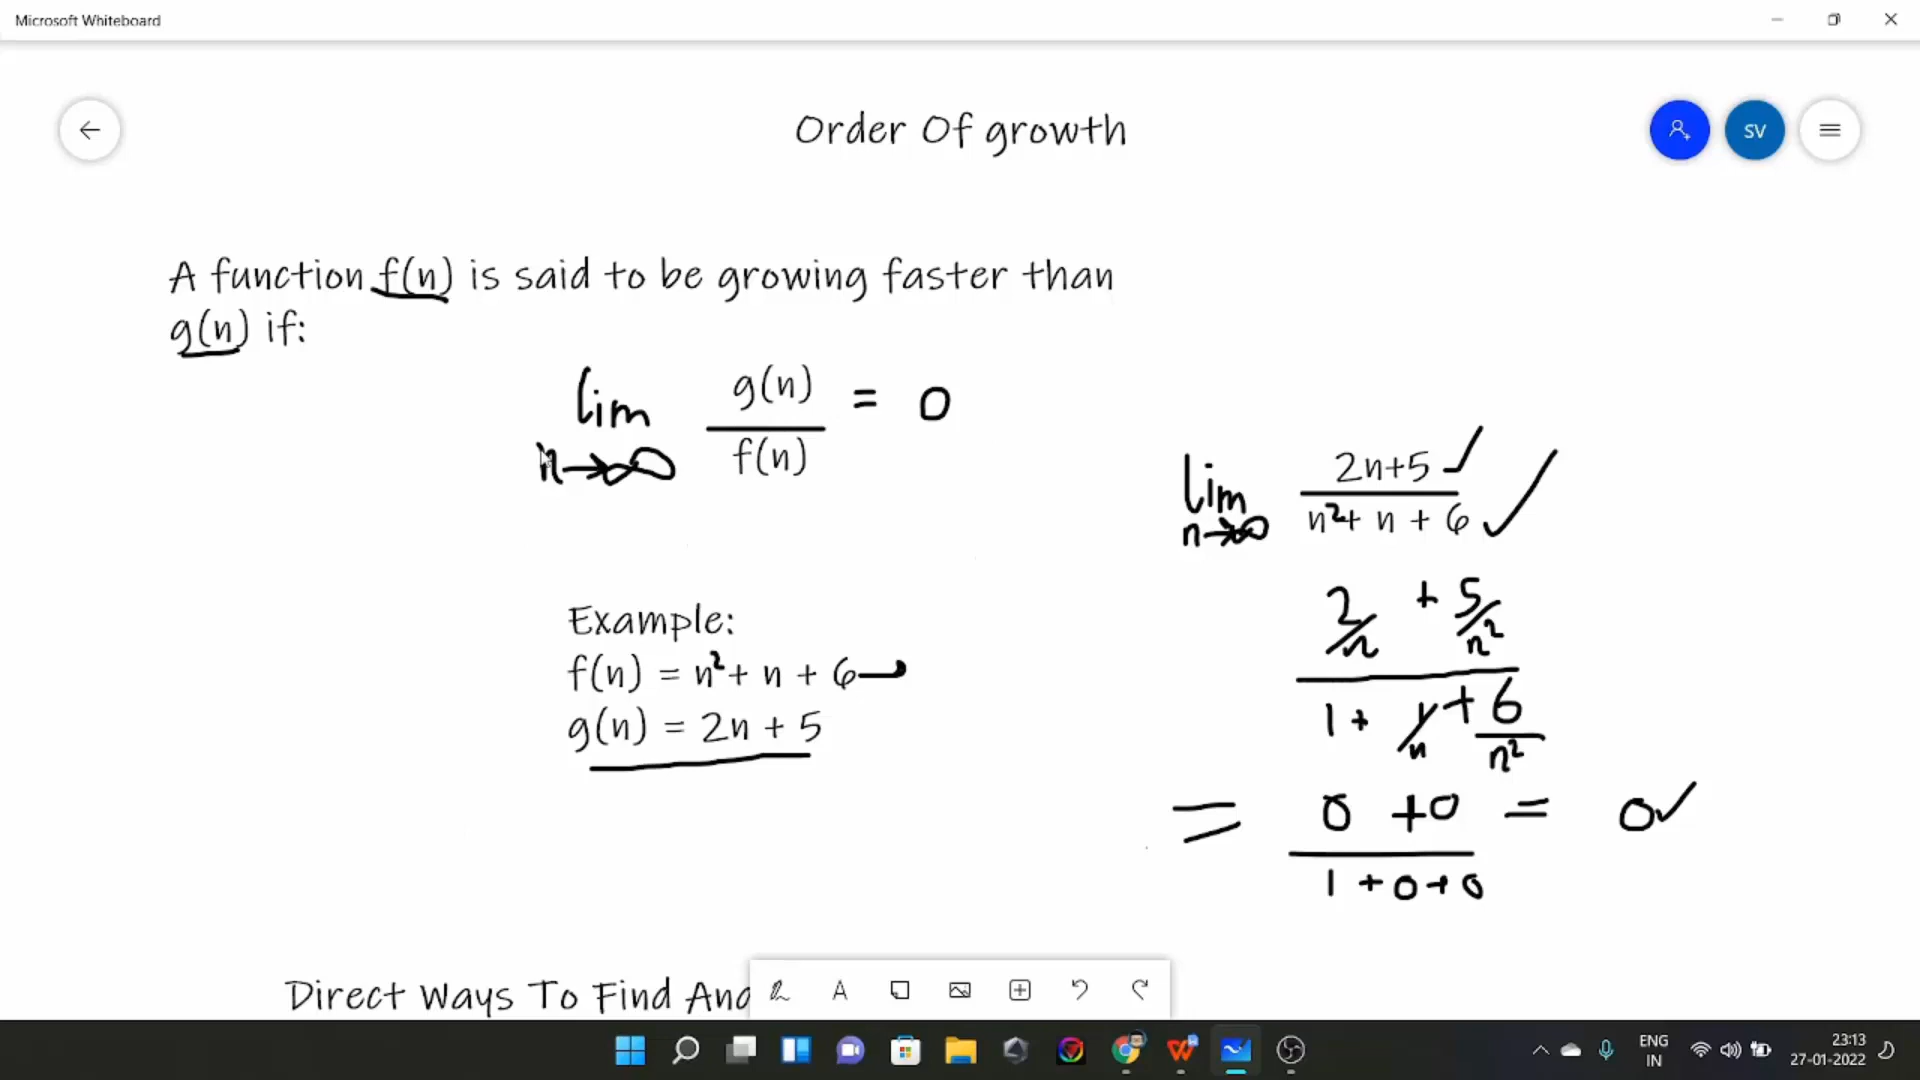 Microsoft Whiteboard
Order Of growth
SV
A function f(n) is said to be growing faster than
g(n) if:
lim g(n) = 0
n→∞ f(n)
lim 2n+5
n→∞ n²+ n + 6
2/n + 5/n²
1 + 1/n + 6/n²
= 0 + 0 = 0
1 + 0 + 0
Example:
f(n) = n² + n + 6
g(n) = 2n + 5
Direct Ways To Find And
ENG
IN
23:13
27-01-2022